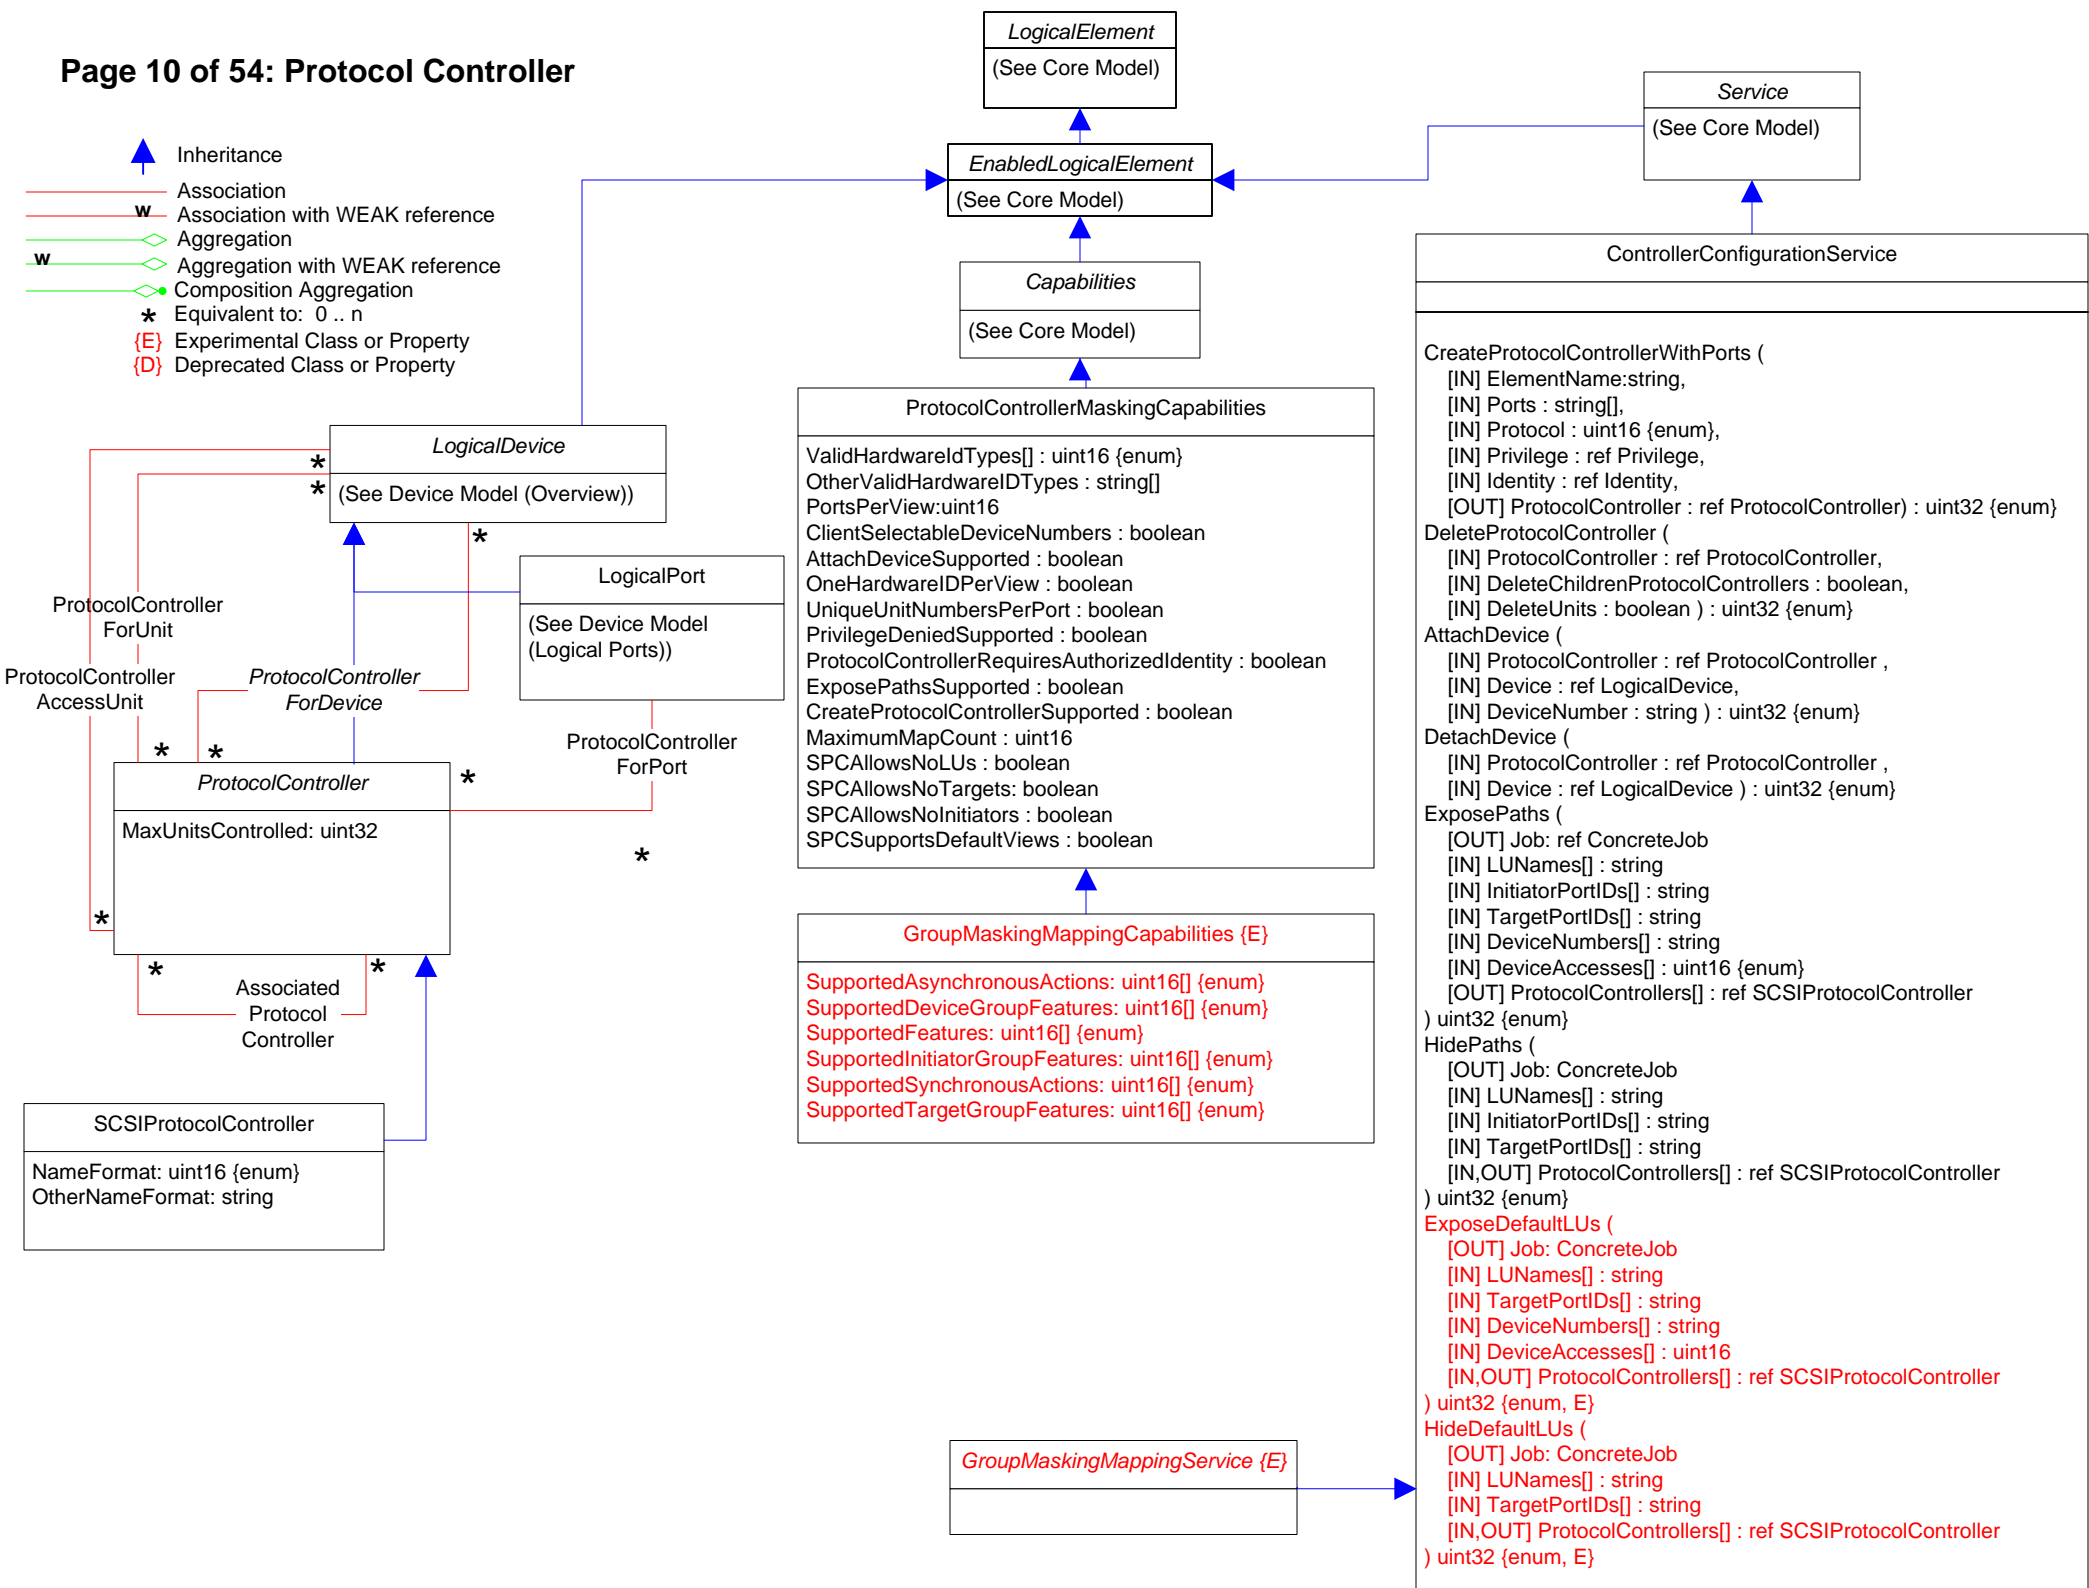 Page 10 of 54: Protocol Controller
Inheritance
Association
w
Association with WEAK reference
Aggregation
w
Aggregation with WEAK reference
Composition Aggregation
* Equivalent to: 0 .. n
{E} Experimental Class or Property
{D} Deprecated Class or Property
LogicalElement
(See Core Model)
EnabledLogicalElement
(See Core Model)
Service
(See Core Model)
Capabilities
(See Core Model)
LogicalDevice
(See Device Model (Overview))
*
*
*
LogicalPort
(See Device Model
(Logical Ports))
ProtocolController
ForUnit
ProtocolController
AccessUnit
ProtocolController
ForDevice
ProtocolController
ForPort
*
*
*
*
*
ProtocolController
MaxUnitsControlled: uint32
*
*
Associated
Protocol
Controller
SCSIProtocolController
NameFormat: uint16 {enum}
OtherNameFormat: string
ProtocolControllerMaskingCapabilities
ValidHardwareIdTypes[] : uint16 {enum}
OtherValidHardwareIDTypes : string[]
PortsPerView:uint16
ClientSelectableDeviceNumbers : boolean
AttachDeviceSupported : boolean
OneHardwareIDPerView : boolean
UniqueUnitNumbersPerPort : boolean
PrivilegeDeniedSupported : boolean
ProtocolControllerRequiresAuthorizedIdentity : boolean
ExposePathsSupported : boolean
CreateProtocolControllerSupported : boolean
MaximumMapCount : uint16
SPCAllowsNoLUs : boolean
SPCAllowsNoTargets: boolean
SPCAllowsNoInitiators : boolean
SPCSupportsDefaultViews : boolean
GroupMaskingMappingCapabilities {E}
SupportedAsynchronousActions: uint16[] {enum}
SupportedDeviceGroupFeatures: uint16[] {enum}
SupportedFeatures: uint16[] {enum}
SupportedInitiatorGroupFeatures: uint16[] {enum}
SupportedSynchronousActions: uint16[] {enum}
SupportedTargetGroupFeatures: uint16[] {enum}
GroupMaskingMappingService {E}
ControllerConfigurationService
CreateProtocolControllerWithPorts (
[IN] ElementName:string,
[IN] Ports : string[],
[IN] Protocol : uint16 {enum},
[IN] Privilege : ref Privilege,
[IN] Identity : ref Identity,
[OUT] ProtocolController : ref ProtocolController) : uint32 {enum}
DeleteProtocolController (
[IN] ProtocolController : ref ProtocolController,
[IN] DeleteChildrenProtocolControllers : boolean,
[IN] DeleteUnits : boolean ) : uint32 {enum}
AttachDevice (
[IN] ProtocolController : ref ProtocolController ,
[IN] Device : ref LogicalDevice,
[IN] DeviceNumber : string ) : uint32 {enum}
DetachDevice (
[IN] ProtocolController : ref ProtocolController ,
[IN] Device : ref LogicalDevice ) : uint32 {enum}
ExposePaths (
[OUT] Job: ref ConcreteJob
[IN] LUNames[] : string
[IN] InitiatorPortIDs[] : string
[IN] TargetPortIDs[] : string
[IN] DeviceNumbers[] : string
[IN] DeviceAccesses[] : uint16 {enum}
[OUT] ProtocolControllers[] : ref SCSIProtocolController
) uint32 {enum}
HidePaths (
[OUT] Job: ConcreteJob
[IN] LUNames[] : string
[IN] InitiatorPortIDs[] : string
[IN] TargetPortIDs[] : string
[IN,OUT] ProtocolControllers[] : ref SCSIProtocolController
) uint32 {enum}
ExposeDefaultLUs (
[OUT] Job: ConcreteJob
[IN] LUNames[] : string
[IN] TargetPortIDs[] : string
[IN] DeviceNumbers[] : string
[IN] DeviceAccesses[] : uint16
[IN,OUT] ProtocolControllers[] : ref SCSIProtocolController
) uint32 {enum, E}
HideDefaultLUs (
[OUT] Job: ConcreteJob
[IN] LUNames[] : string
[IN] TargetPortIDs[] : string
[IN,OUT] ProtocolControllers[] : ref SCSIProtocolController
) uint32 {enum, E}